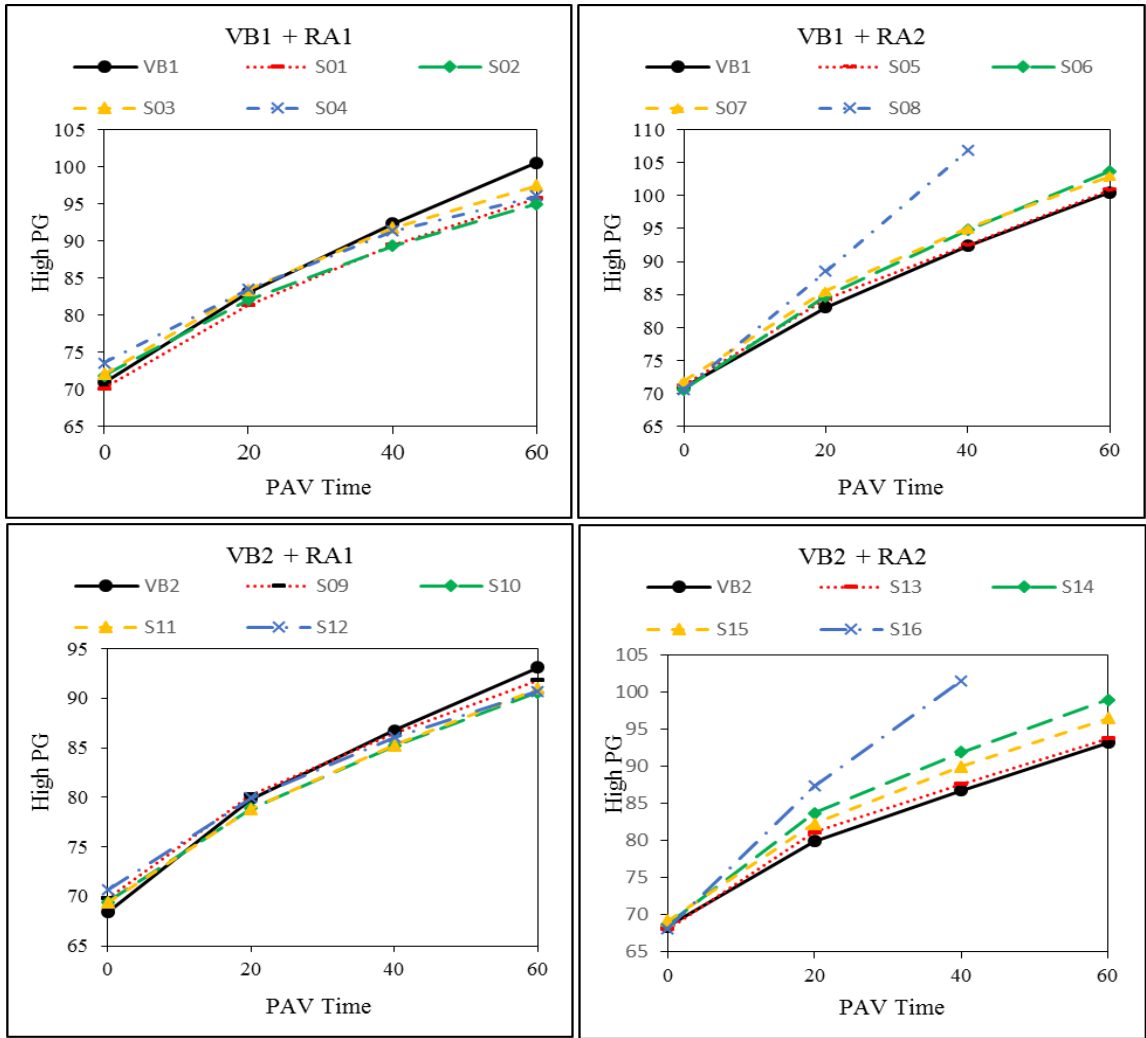 VB1 + RA1
VB1 S01 S02
S03 S04
105
100
95
90
85
80
75
70
65
High PG
0 20 40 60
PAV Time
VB1 + RA2
VB1 S05 S06
S07 S08
110
105
100
95
90
85
80
75
70
65
High PG
0 20 40 60
PAV Time
VB2 + RA1
VB2 S09 S10
S11 S12
95
90
85
80
75
70
65
High PG
0 20 40 60
PAV Time
VB2 + RA2
VB2 S13 S14
S15 S16
105
100
95
90
85
80
75
70
65
High PG
0 20 40 60
PAV Time